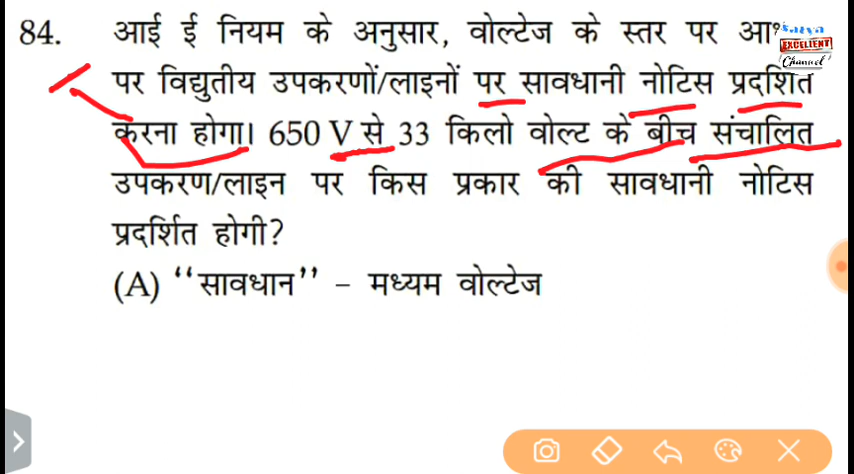 84. आई ई नियम के अनुसार, वोल्टेज के स्तर पर
पर विद्युतीय उपकरणों/लाइनों पर सावधानी नोटिस प्रदर्शित
करना होगा। 650 V से 33 किलो वोल्ट के बीच संचालित
उपकरण/लाइन पर किस प्रकार की सावधानी नोटिस
प्रदर्शित होगी?
(A) ‘‘सावधान’’ – मध्यम वोल्टेज
EXCELLENT
Channel